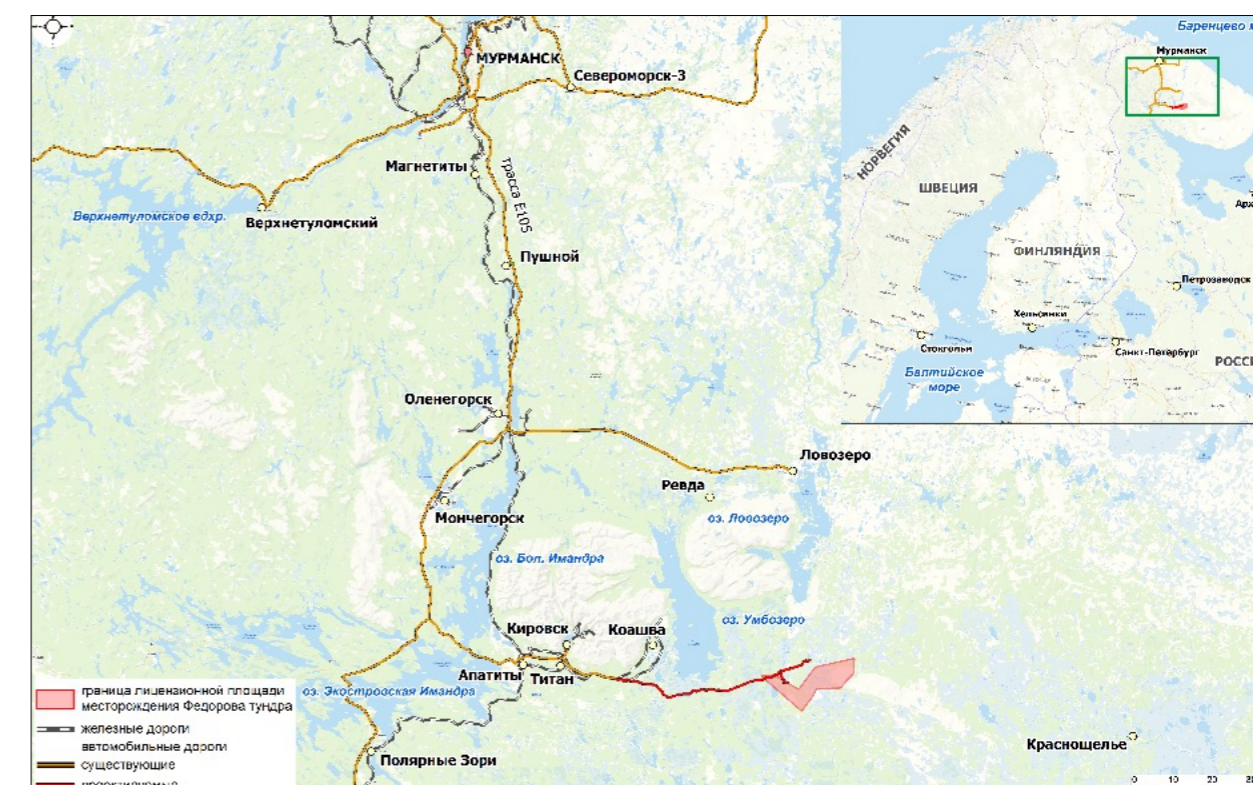 МУРМАНСК
Североморск-3
Магнетиты
трасса Е105
Верхнетуломское вдхр.
Верхнетуломский
Пушной
Оленегорск
Ловозеро
Ревда
Мончегорск
оз. Ловозеро
оз. Бол. Имандра
оз. Умбозеро
Кировск
Коашва
Апатиты
Титан
оз. Экостровская Имандра
Полярные Зори
Краснощелье
0 10 20
граница лицензионной площади
месторождения Федорова тундра
железные дороги
автомобильные дороги
существующие
проектируемые
Баренцево
Мурманск
НОРВЕГИЯ
ШВЕЦИЯ
ФИНЛЯНДИЯ
Петрозаводск
Хельсинки
Стокгольм
Санкт-Петербург
Балтийское
море